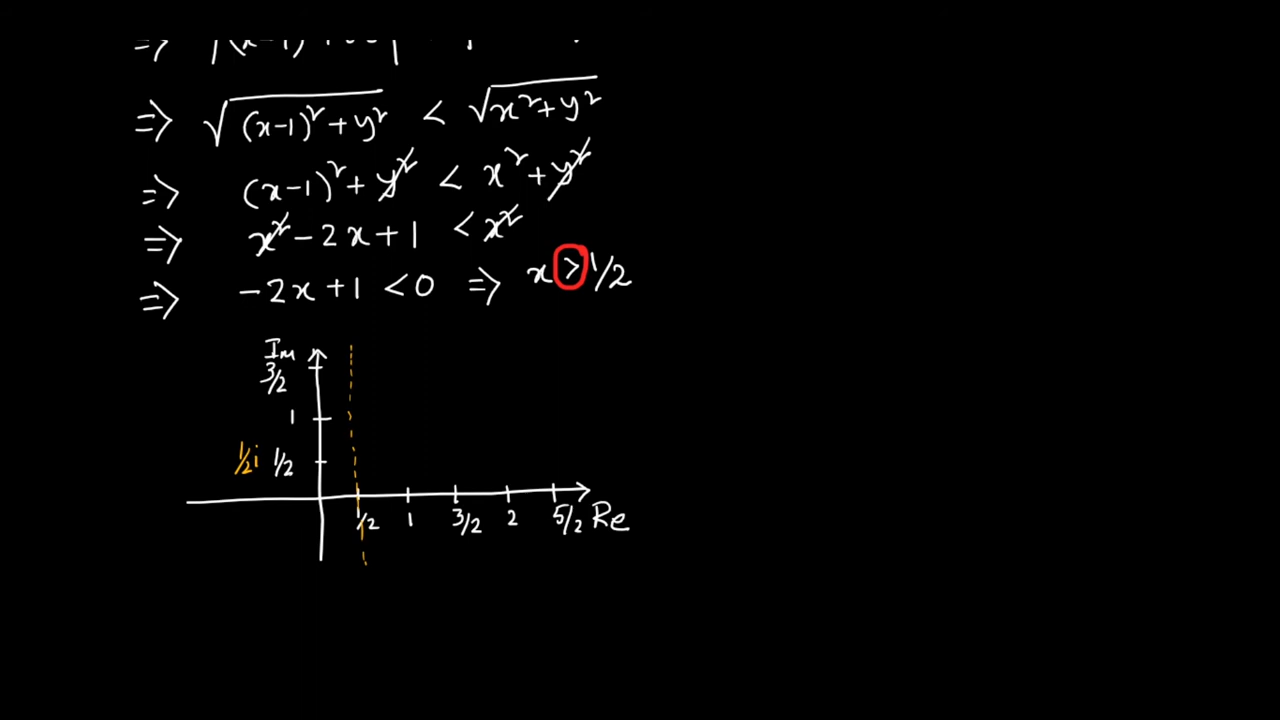 ⇒ √((x-1)² + y²) < √(x² + y²)
⇒ (x-1)² + y² < x² + y²
⇒ x² - 2x + 1 < x²
⇒ -2x + 1 < 0 ⇒ x > 1/2
Im
3/2
1
½i 1/2
1/2 1 3/2 2 5/2 Re